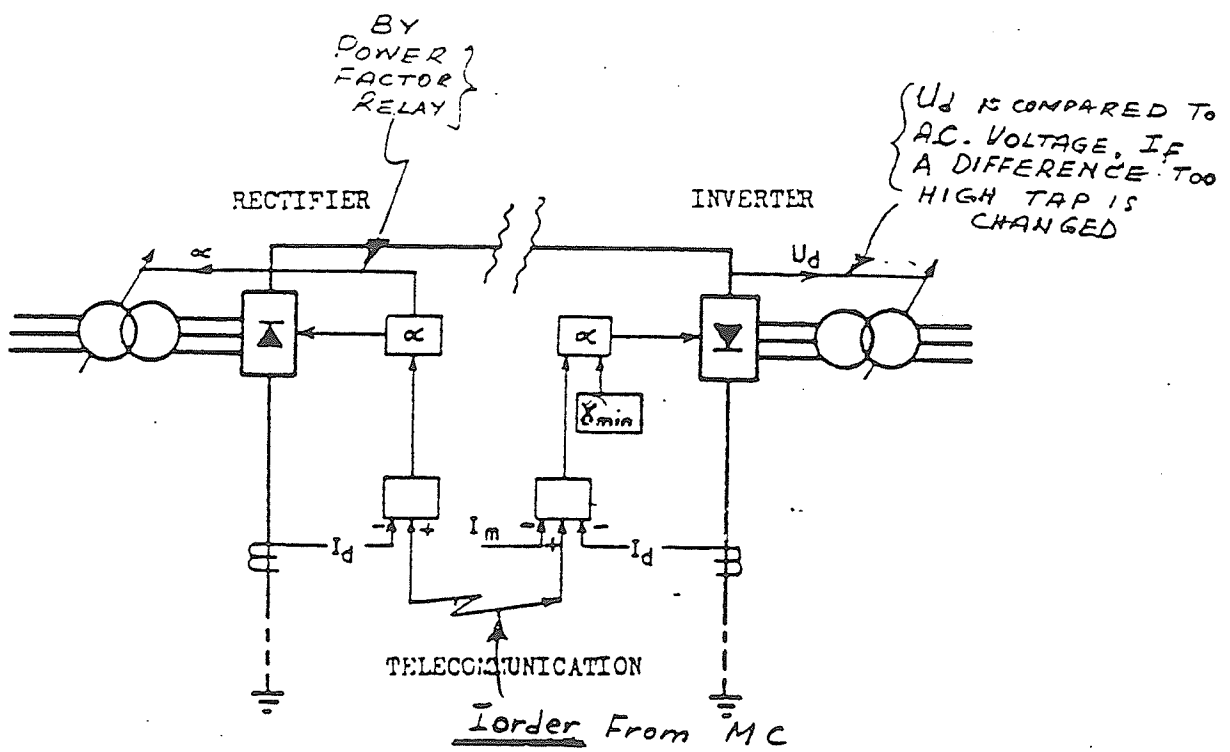 BY
POWER
FACTOR
RELAY
Ud IS COMPARED TO
A.C. VOLTAGE. IF
A DIFFERENCE TOO
HIGH TAP IS
CHANGED
RECTIFIER
INVERTER
α
Ud
α
α
γmin
- +
Im
- + -
Id
Id
TELECOMMUNICATION
Iorder From MC